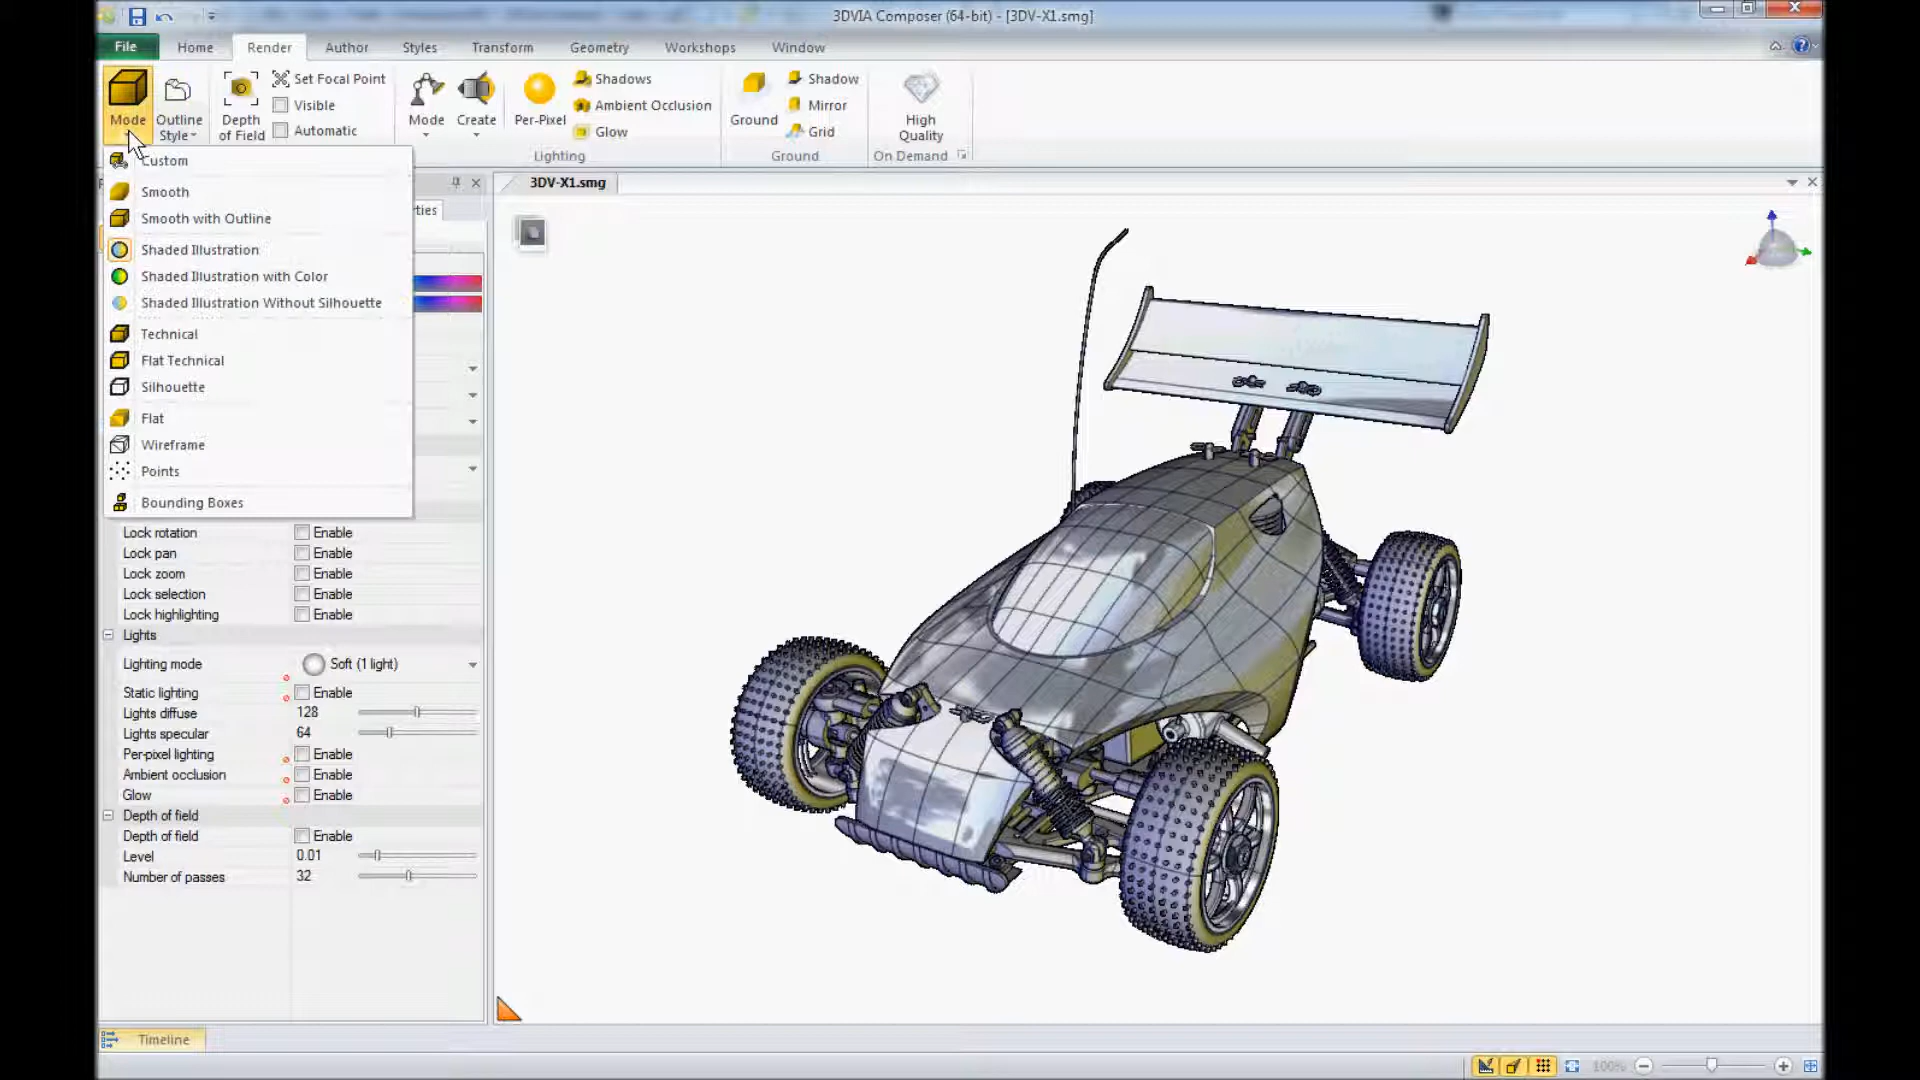 3DVIA Composer (64-bit) - [3DV-X1.smg]
File Home Render Author Styles Transform Geometry Workshops Window
Mode
Outline Style
Depth of Field
Set Focal Point
Visible
Automatic
Mode
Create
Per-Pixel
Shadows
Ambient Occlusion
Glow
Lighting
Ground
Shadow
Mirror
Grid
Ground
High Quality
On Demand
Custom
Smooth
Smooth with Outline
Shaded Illustration
Shaded Illustration with Color
Shaded Illustration Without Silhouette
Technical
Flat Technical
Silhouette
Flat
Wireframe
Points
Bounding Boxes
ties
3DV-X1.smg
Lock rotation Enable
Lock pan Enable
Lock zoom Enable
Lock selection Enable
Lock highlighting Enable
Lights
Lighting mode Soft (1 light)
Static lighting Enable
Lights diffuse 128
Lights specular 64
Per-pixel lighting Enable
Ambient occlusion Enable
Glow Enable
Depth of field
Depth of field Enable
Level 0.01
Number of passes 32
Timeline
100%